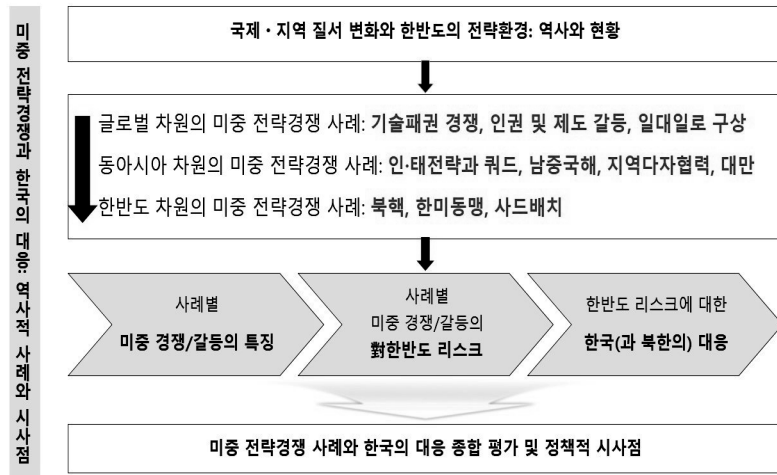 미중 전략경쟁과 한국의 대응: 역사적 사례와 시사점
국제·지역 질서 변화와 한반도의 전략환경: 역사와 현황
글로벌 차원의 미중 전략경쟁 사례: 기술패권 경쟁, 인권 및 제도 갈등, 일대일로 구상
동아시아 차원의 미중 전략경쟁 사례: 인·태전략과 쿼드, 남중국해, 지역다자협력, 대만
한반도 차원의 미중 전략경쟁 사례: 북핵, 한미동맹, 사드배치
사례별
미중 경쟁/갈등의 특징
사례별
미중 경쟁/갈등의
對한반도 리스크
한반도 리스크에 대한
한국(과 북한의) 대응
미중 전략경쟁 사례와 한국의 대응 종합 평가 및 정책적 시사점